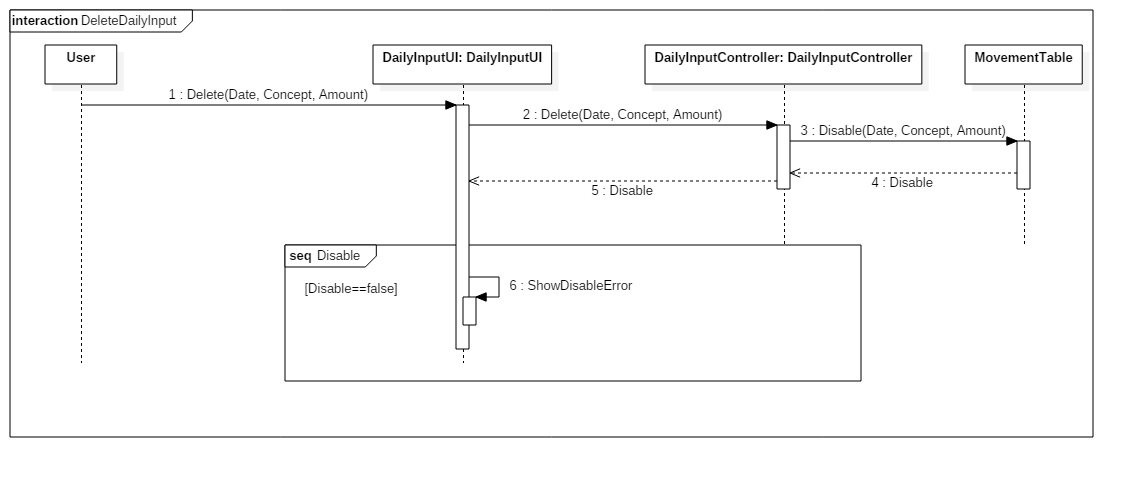 interaction DeleteDailyInput
User
DailyInputUI: DailyInputUI
DailyInputController: DailyInputController
MovementTable
1 : Delete(Date, Concept, Amount)
2 : Delete(Date, Concept, Amount)
3 : Disable(Date, Concept, Amount)
4 : Disable
5 : Disable
seq Disable
[Disable==false]
6 : ShowDisableError